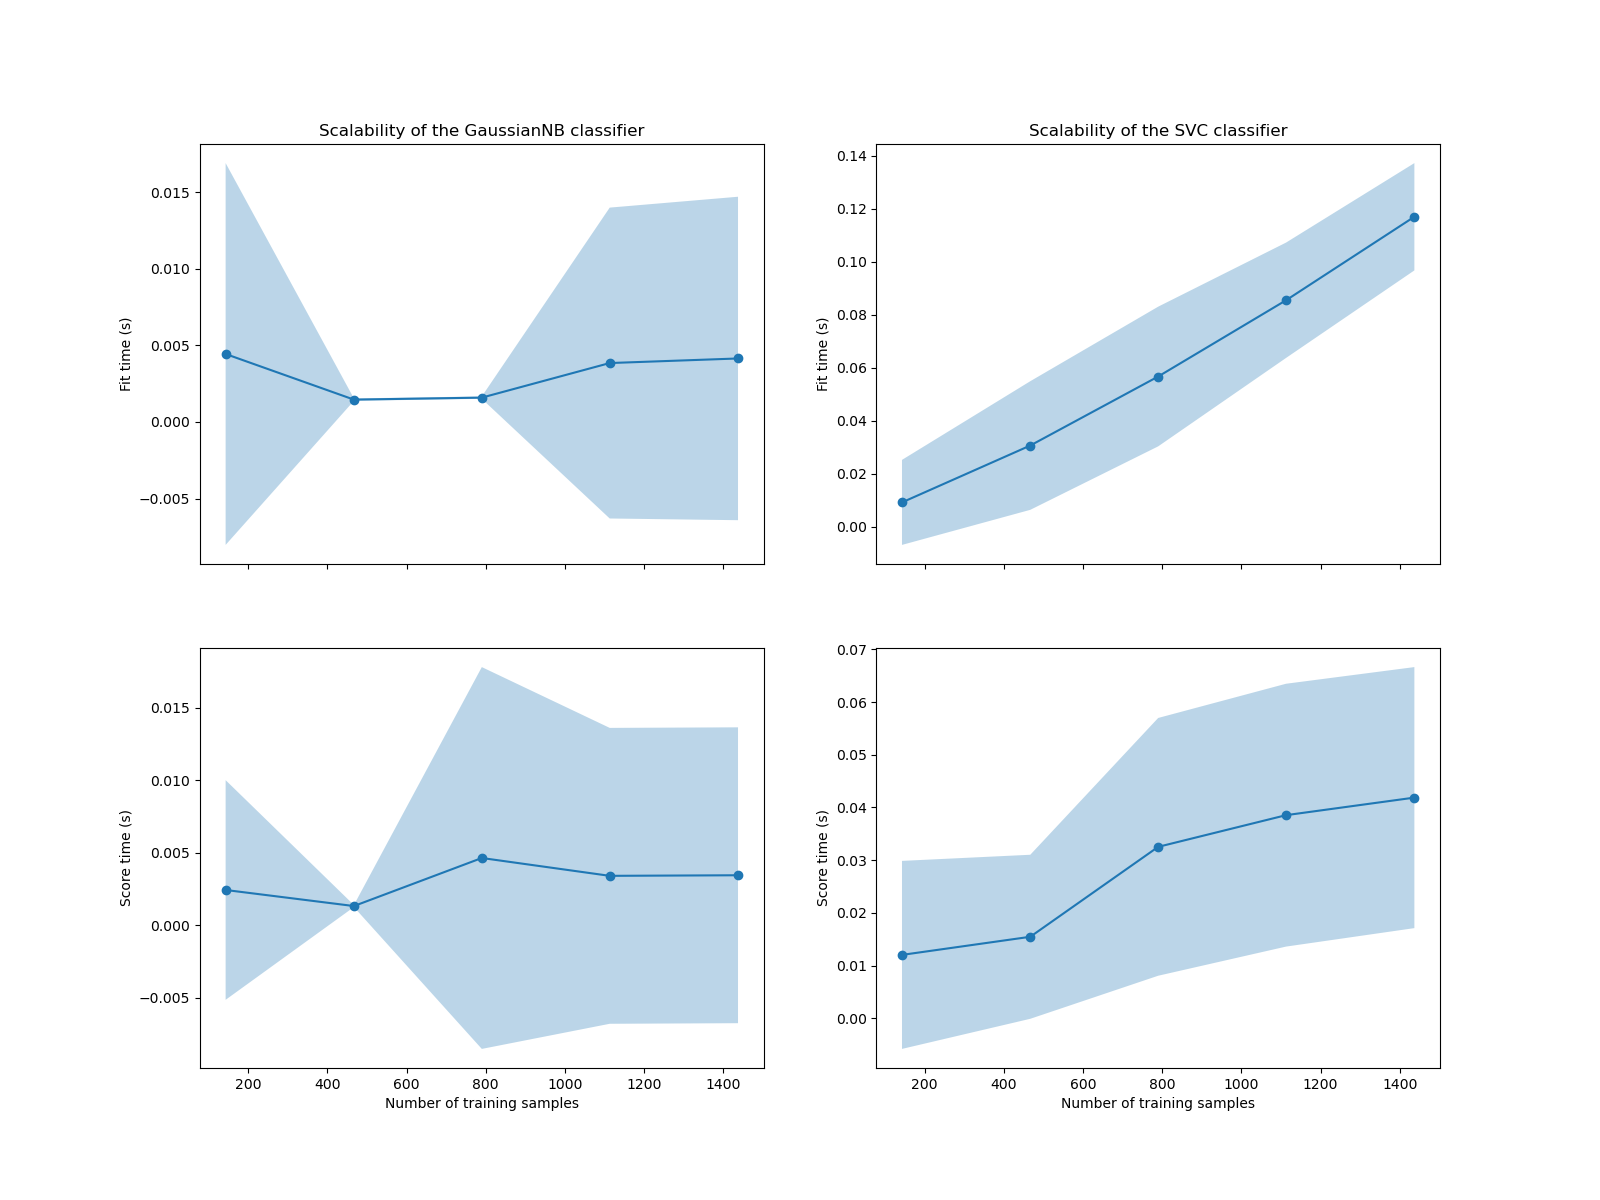 Scalability of the GaussianNB classifier
Fit time (s)
0.015
0.010
0.005
0.000
−0.005
Scalability of the SVC classifier
Fit time (s)
0.14
0.12
0.10
0.08
0.06
0.04
0.02
0.00
Score time (s)
0.015
0.010
0.005
0.000
−0.005
200 400 600 800 1000 1200 1400
Number of training samples
Score time (s)
0.07
0.06
0.05
0.04
0.03
0.02
0.01
0.00
200 400 600 800 1000 1200 1400
Number of training samples